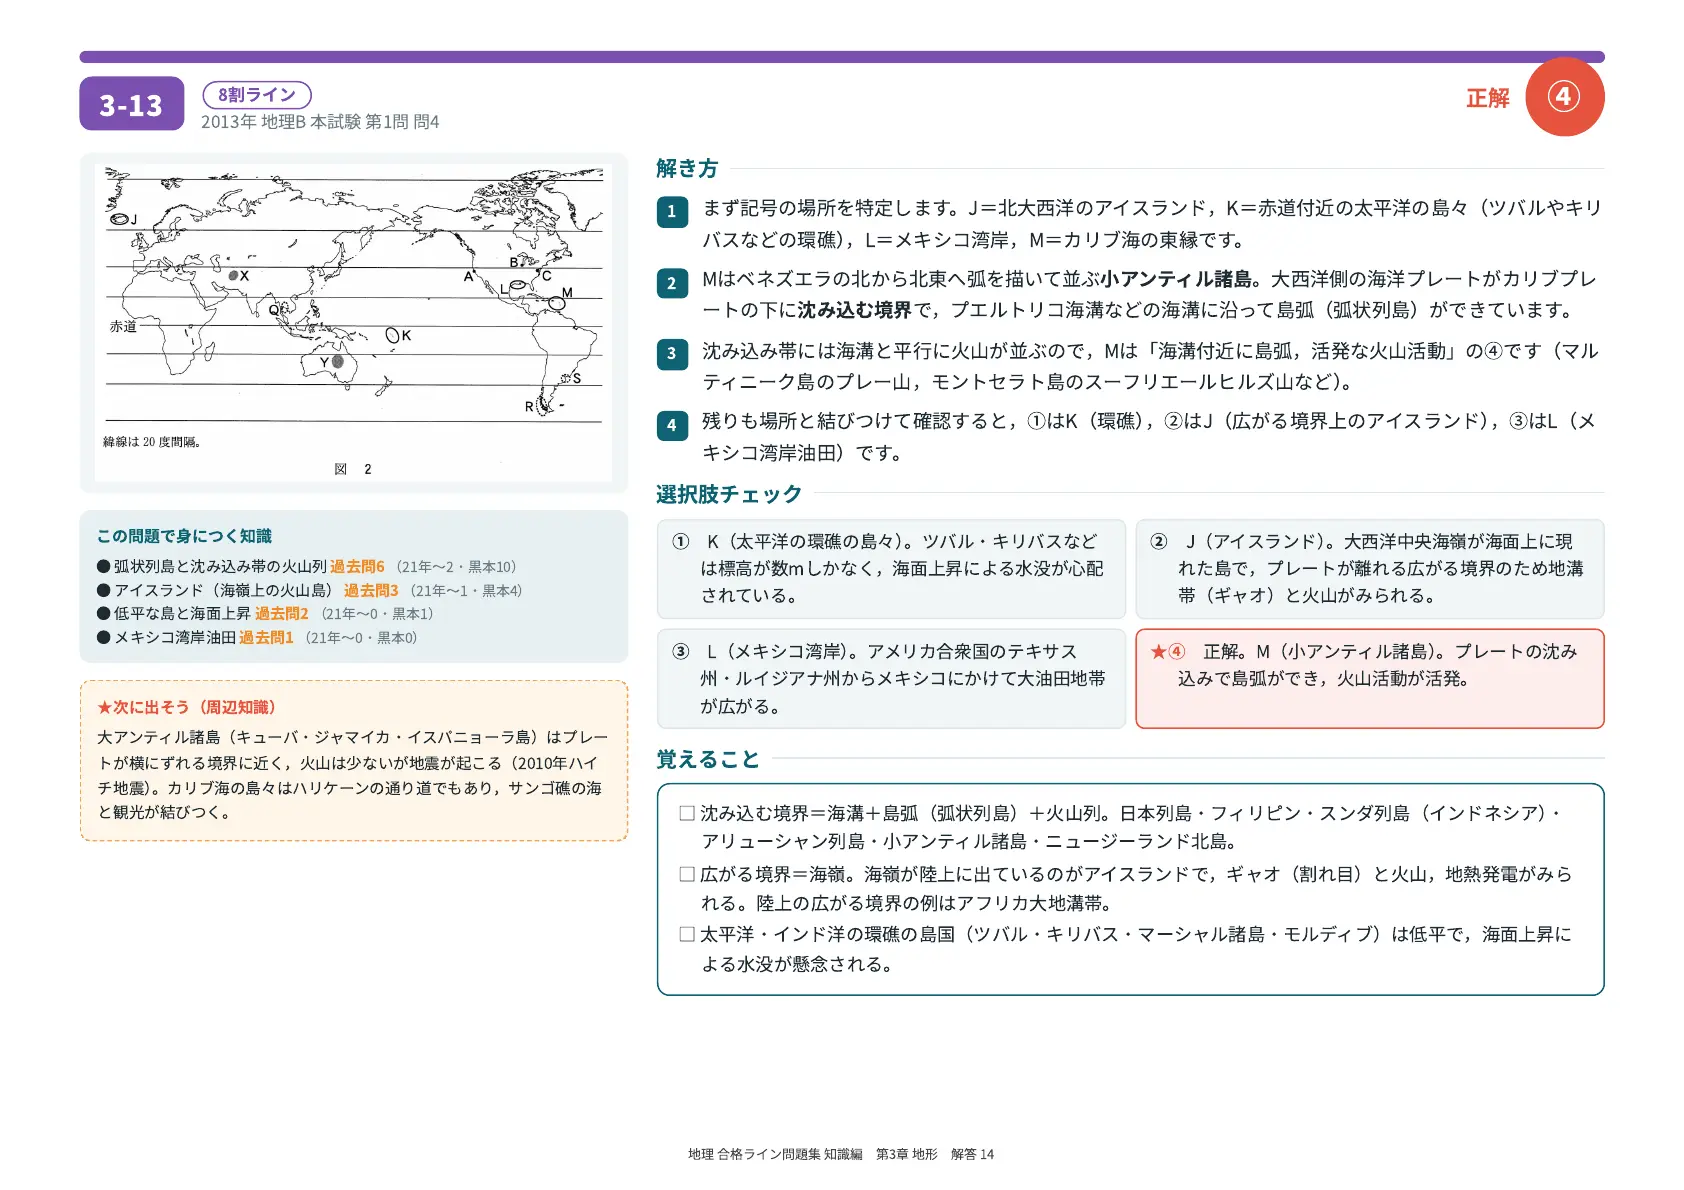 3-13
8割ライン
2013年 地理B 本試験 第1問 問4
正解 ④
J
X
Q
Y
K
A
B
C
L
M
S
R
赤道
緯線は 20 度間隔。
図 2
この問題で身につく知識
●弧状列島と沈み込み帯の火山列 過去問6 （21年〜2・黒本10）
●アイスランド（海嶺上の火山島） 過去問3 （21年〜1・黒本4）
●低平な島と海面上昇 過去問2 （21年〜0・黒本1）
●メキシコ湾岸油田 過去問1 （21年〜0・黒本0）
★次に出そう（周辺知識）
大アンティル諸島（キューバ・ジャマイカ・イスパニョーラ島）はプレー
トが横にずれる境界に近く，火山は少ないが地震が起こる（2010年ハイ
チ地震）。カリブ海の島々はハリケーンの通り道でもあり，サンゴ礁の海
と観光が結びつく。
解き方
1 まず記号の場所を特定します。J＝北大西洋のアイスランド，K＝赤道付近の太平洋の島々（ツバルやキリ
バスなどの環礁），L＝メキシコ湾岸，M＝カリブ海の東縁です。
2 Mはベネズエラの北から北東へ弧を描いて並ぶ小アンティル諸島。大西洋側の海洋プレートがカリブプレ
ートの下に沈み込む境界で，プエルトリコ海溝などの海溝に沿って島弧（弧状列島）ができています。
3 沈み込み帯には海溝と平行に火山が並ぶので，Mは「海溝付近に島弧，活発な火山活動」の④です（マル
ティニーク島のプレー山，モントセラト島のスーフリエールヒルズ山など）。
4 残りも場所と結びつけて確認すると，①はK（環礁），②はJ（広がる境界上のアイスランド），③はL（メ
キシコ湾岸油田）です。
選択肢チェック
① K（太平洋の環礁の島々）。ツバル・キリバスなど
は標高が数mしかなく，海面上昇による水没が心配
されている。
② J（アイスランド）。大西洋中央海嶺が海面上に現
れた島で，プレートが離れる広がる境界のため地溝
帯（ギャオ）と火山がみられる。
③ L（メキシコ湾岸）。アメリカ合衆国のテキサス
州・ルイジアナ州からメキシコにかけて大油田地帯
が広がる。
★④ 正解。M（小アンティル諸島）。プレートの沈み
込みで島弧ができ，火山活動が活発。
覚えること
□ 沈み込む境界＝海溝＋島弧（弧状列島）＋火山列。日本列島・フィリピン・スンダ列島（インドネシア）・
アリューシャン列島・小アンティル諸島・ニュージーランド北島。
□ 広がる境界＝海嶺。海嶺が陸上に出ているのがアイスランドで，ギャオ（割れ目）と火山，地熱発電がみら
れる。陸上の広がる境界の例はアフリカ大地溝帯。
□ 太平洋・インド洋の環礁の島国（ツバル・キリバス・マーシャル諸島・モルディブ）は低平で，海面上昇に
よる水没が懸念される。
地理 合格ライン問題集 知識編 第3章 地形 解答 14